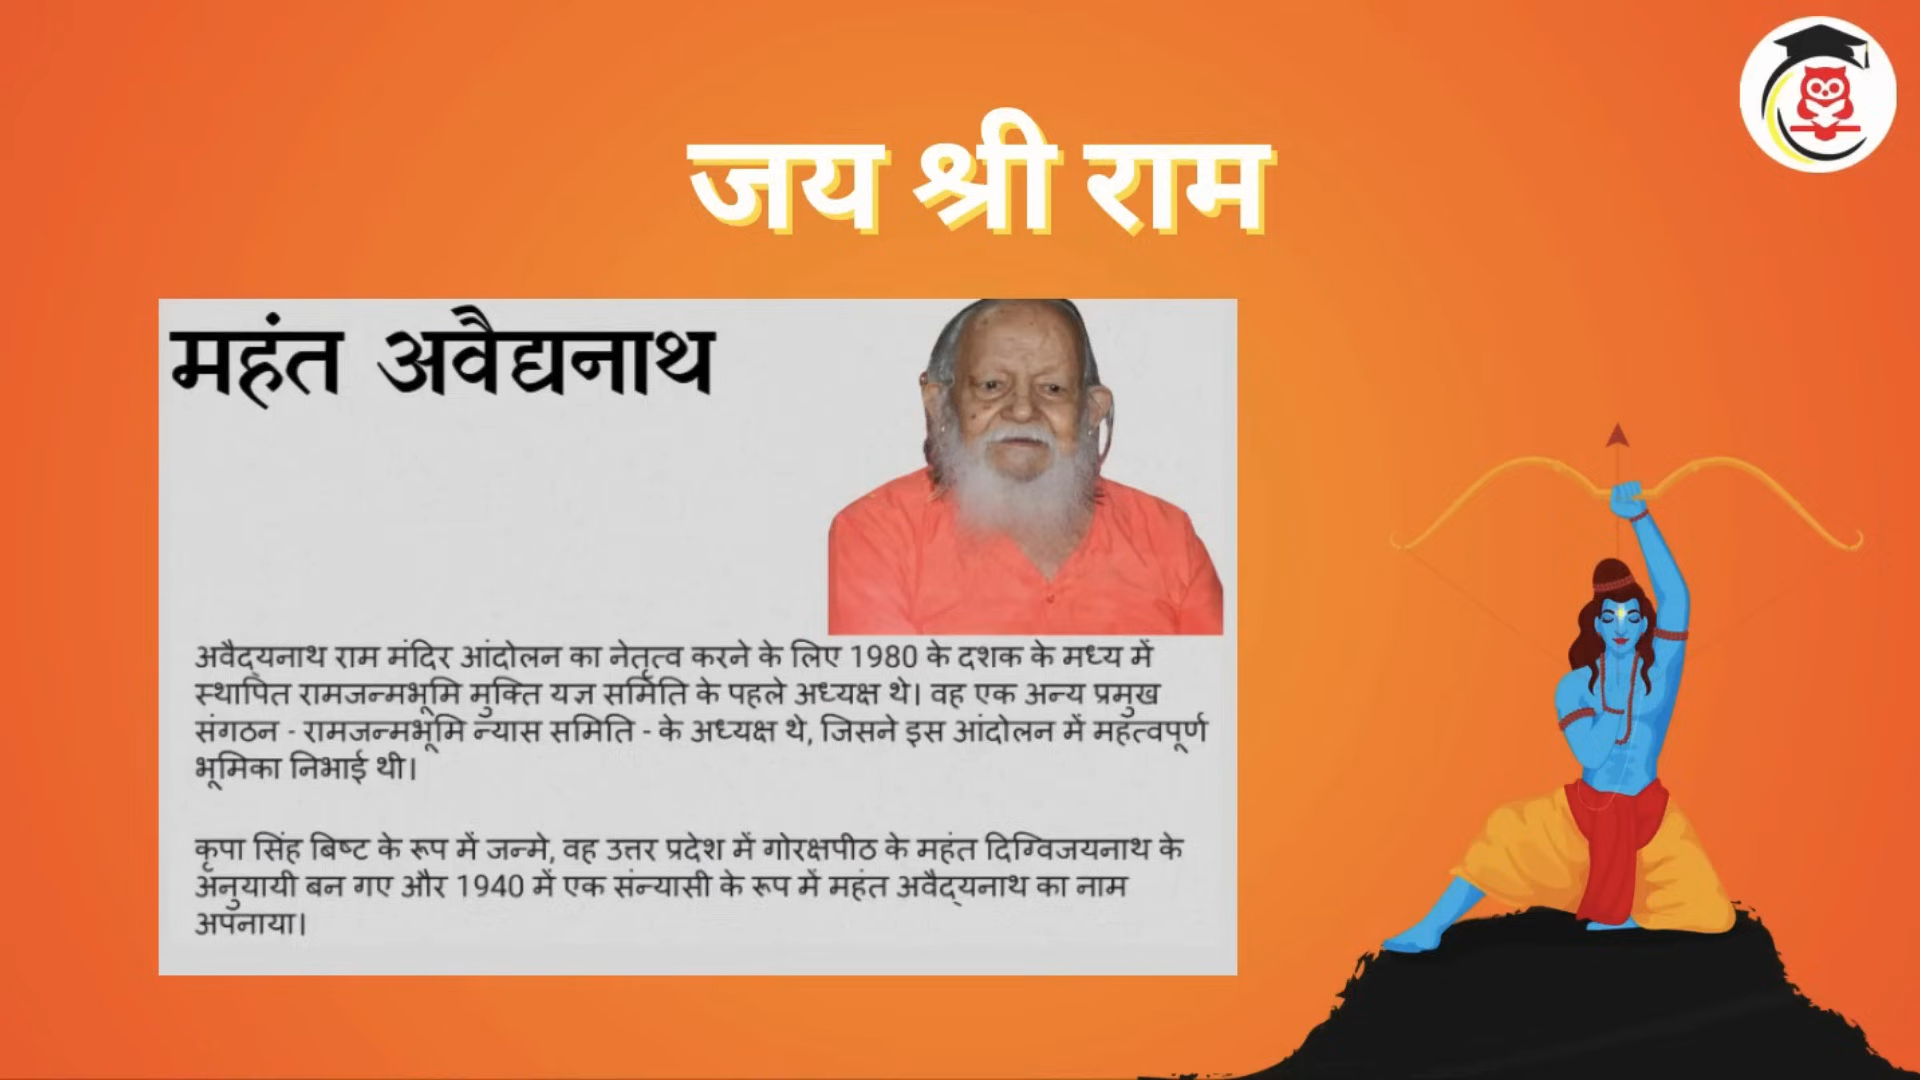 जय श्री राम
महंत अवैद्यनाथ
अवैद्यनाथ राम मंदिर आंदोलन का नेतृत्व करने के लिए 1980 के दशक के मध्य में
स्थापित रामजन्मभूमि मुक्ति यज्ञ समिति के पहले अध्यक्ष थे। वह एक अन्य प्रमुख
संगठन - रामजन्मभूमि न्यास समिति - के अध्यक्ष थे, जिसने इस आंदोलन में महत्वपूर्ण
भूमिका निभाई थी।
कृपा सिंह बिष्ट के रूप में जन्मे, वह उत्तर प्रदेश में गोरक्षपीठ के महंत दिग्विजयनाथ के
अनुयायी बन गए और 1940 में एक संन्यासी के रूप में महंत अवैद्यनाथ का नाम
अपनाया।